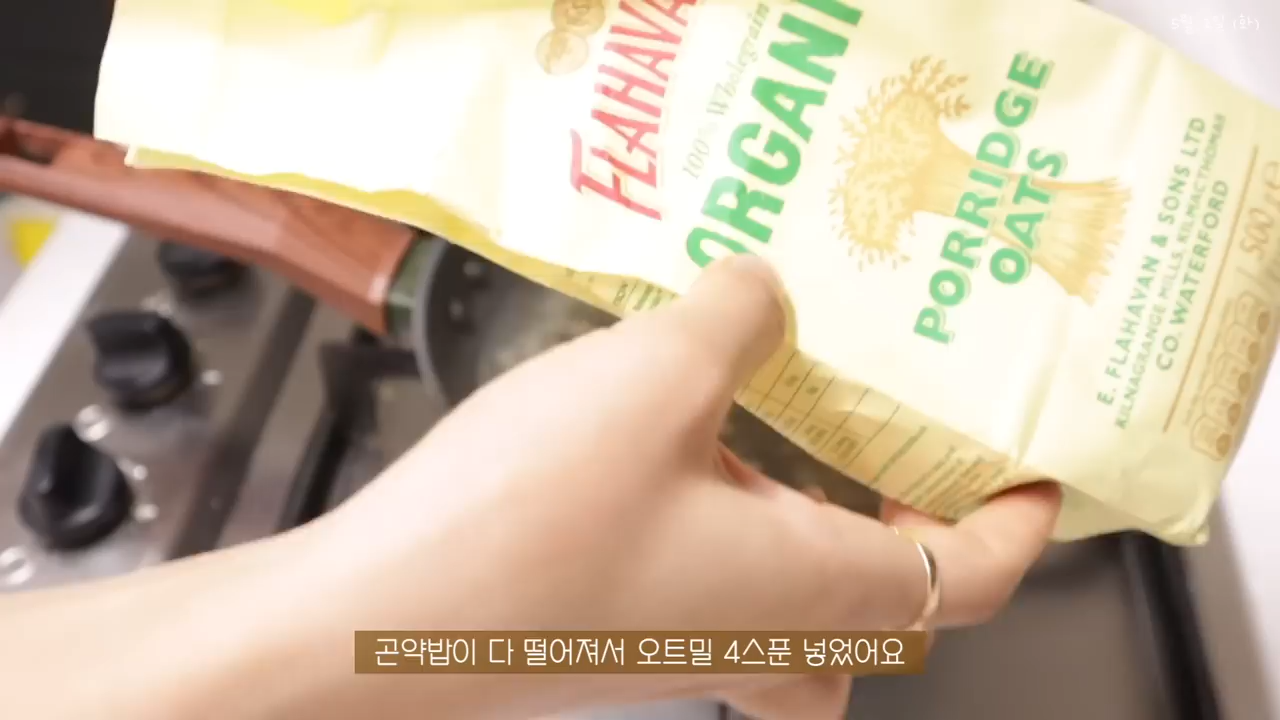 FLAHAVA
100% Wholegrain
ORGANI
PORRIDGE
OATS
E. FLAHAVAN & SONS LTD
KILNAGRANGE MILLS, KILMACTHOMAS
CO. WATERFORD
500g e
곤약밥이 다 떨어져서 오트밀 4스푼 넣었어요